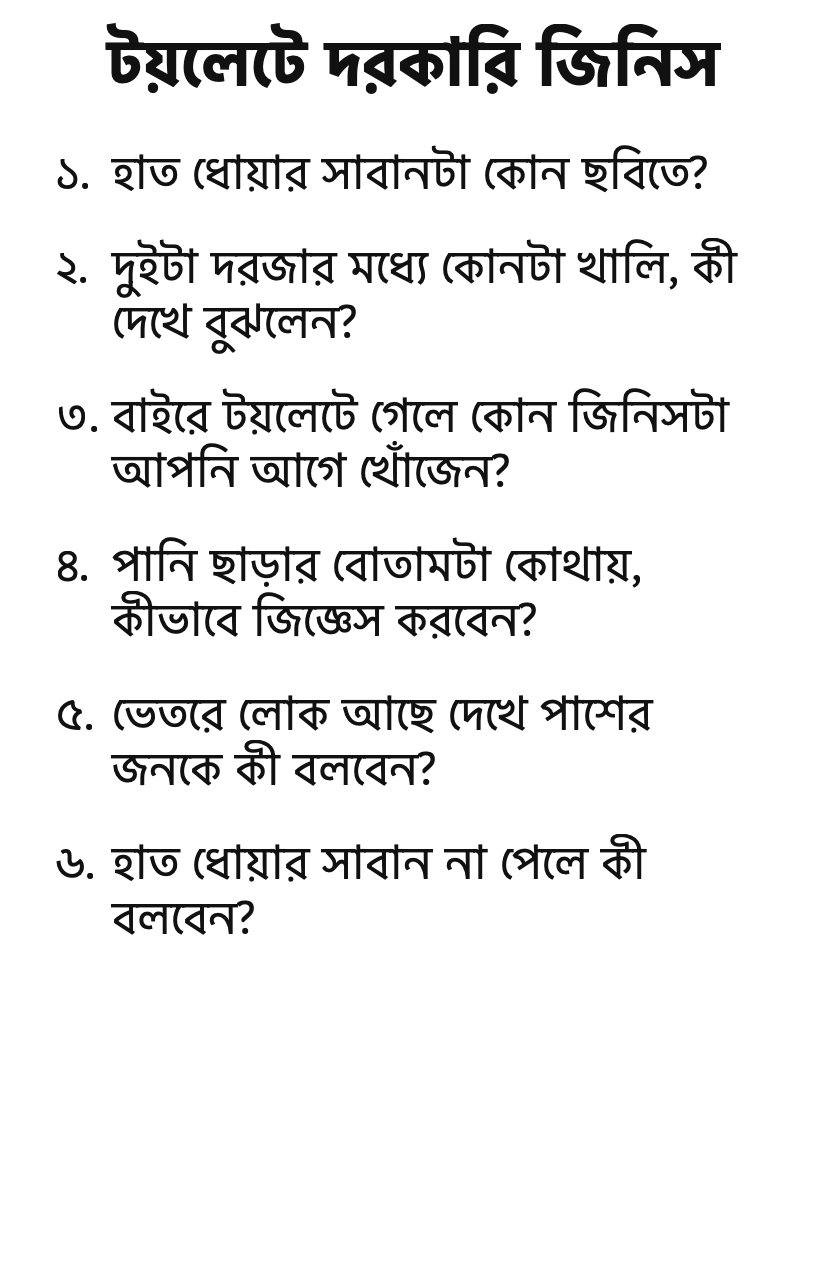 টয়লেটে দরকারি জিনিস
১. হাত ধোয়ার সাবানটা কোন ছবিতে?
২. দুইটা দরজার মধ্যে কোনটা খালি, কী
দেখে বুঝলেন?
৩. বাইরে টয়লেটে গেলে কোন জিনিসটা
আপনি আগে খোঁজেন?
৪. পানি ছাড়ার বোতামটা কোথায়,
কীভাবে জিজ্ঞেস করবেন?
৫. ভেতরে লোক আছে দেখে পাশের
জনকে কী বলবেন?
৬. হাত ধোয়ার সাবান না পেলে কী
বলবেন?